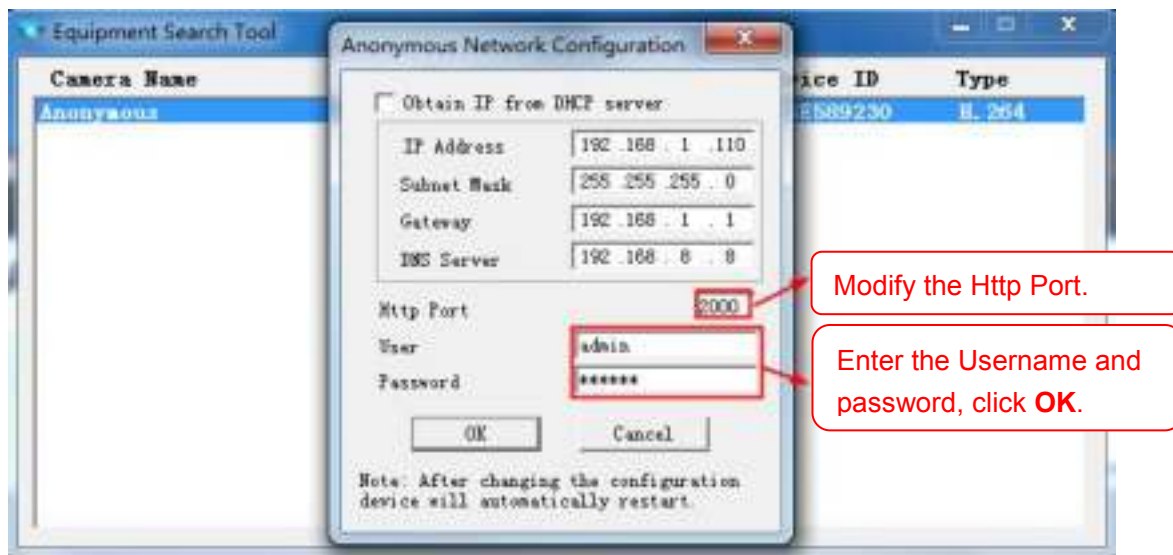 Equipment Search Tool
Anonymous Network Configuration
Camera Name
ice ID
Type
Anonymous
E589230
H.264
Obtain IP from DHCP server
IP Address
192 .168 . 1 .110
Subnet Mask
255 .255 .255 . 0
Gateway
192 .168 . 1 . 1
DNS Server
192 .168 . 8 . 8
Http Port
2000
Modify the Http Port.
User
admin
Enter the Username and
password, click OK.
Password
******
OK
Cancel
Note: After changing the configuration
device will automatically restart.